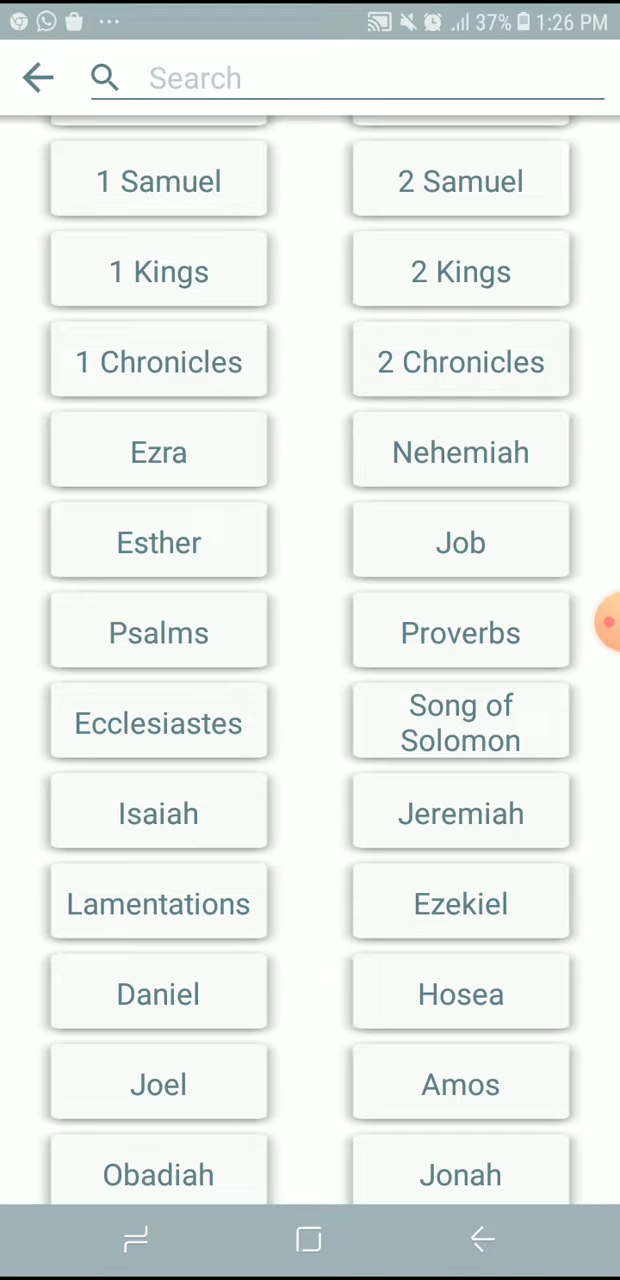 37% 1:26 PM
Search
1 Samuel 2 Samuel
1 Kings 2 Kings
1 Chronicles 2 Chronicles
Ezra Nehemiah
Esther Job
Psalms Proverbs
Ecclesiastes Song of
Solomon
Isaiah Jeremiah
Lamentations Ezekiel
Daniel Hosea
Joel Amos
Obadiah Jonah